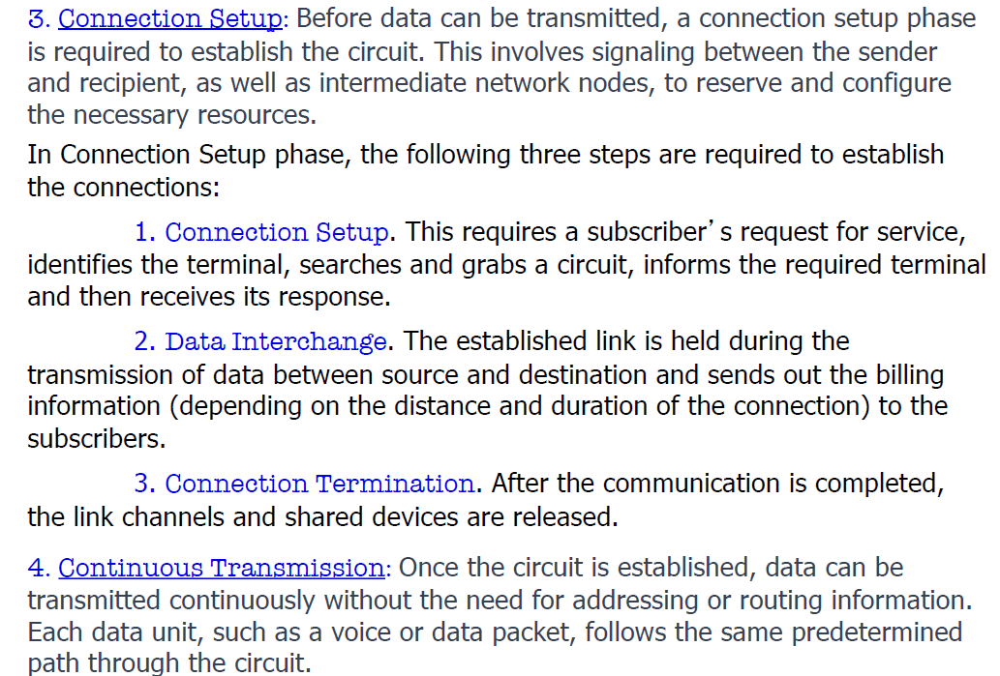 3. Connection Setup: Before data can be transmitted, a connection setup phase
is required to establish the circuit. This involves signaling between the sender
and recipient, as well as intermediate network nodes, to reserve and configure
the necessary resources.
In Connection Setup phase, the following three steps are required to establish
the connections:
1. Connection Setup. This requires a subscriber’s request for service,
identifies the terminal, searches and grabs a circuit, informs the required terminal
and then receives its response.
2. Data Interchange. The established link is held during the
transmission of data between source and destination and sends out the billing
information (depending on the distance and duration of the connection) to the
subscribers.
3. Connection Termination. After the communication is completed,
the link channels and shared devices are released.
4. Continuous Transmission: Once the circuit is established, data can be
transmitted continuously without the need for addressing or routing information.
Each data unit, such as a voice or data packet, follows the same predetermined
path through the circuit.